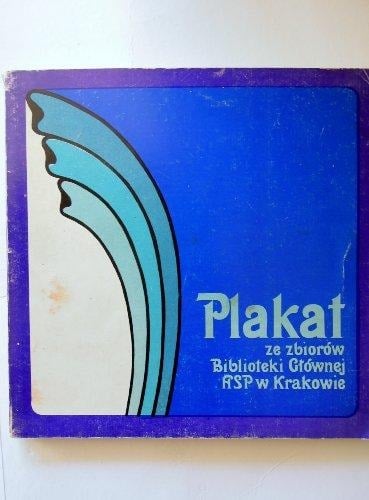 Plakat
ze zbiorów
Biblioteki Głównej
ASP w Krakowie